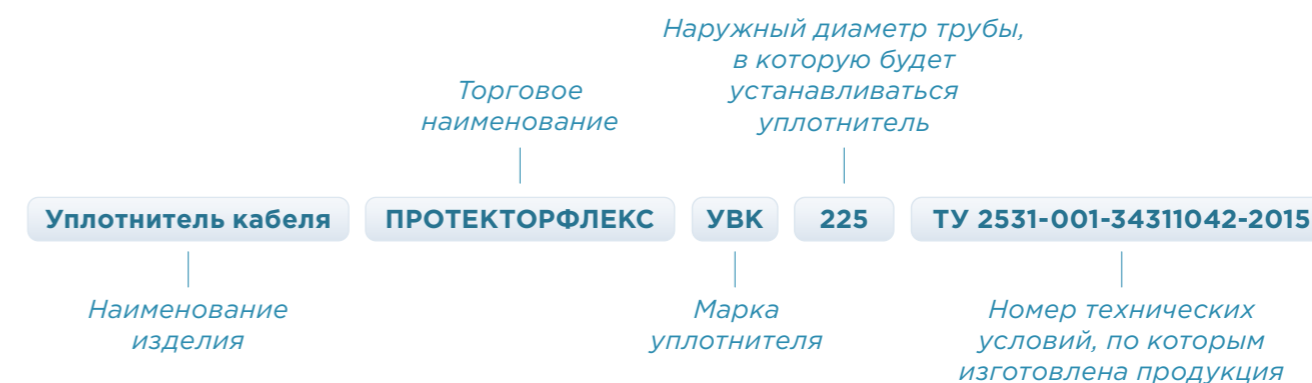 Наружный диаметр трубы,
в которую будет
устанавливаться
уплотнитель
Торговое
наименование
Уплотнитель кабеля ПРОТЕКТОРФЛЕКС УВК 225 ТУ 2531-001-34311042-2015
Наименование
изделия
Марка
уплотнителя
Номер технических
условий, по которым
изготовлена продукция